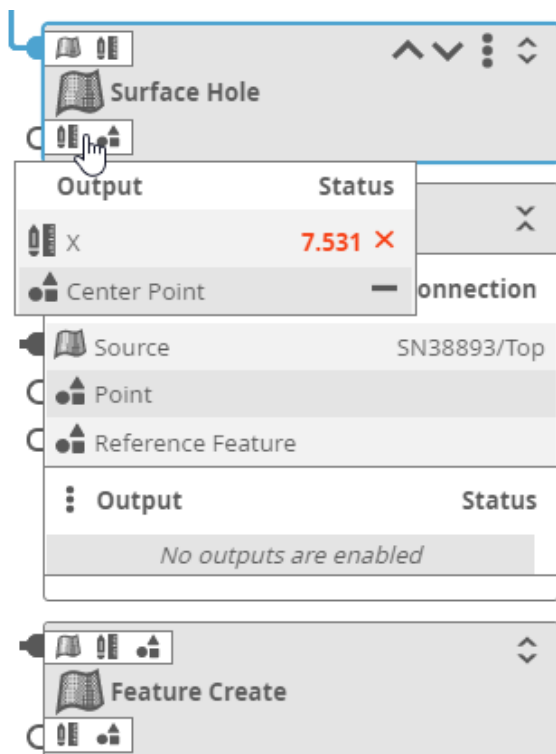 Surface Hole
Output Status
X 7.531
Center Point
onnection
Source SN38893/Top
Point
Reference Feature
Output Status
No outputs are enabled
Feature Create